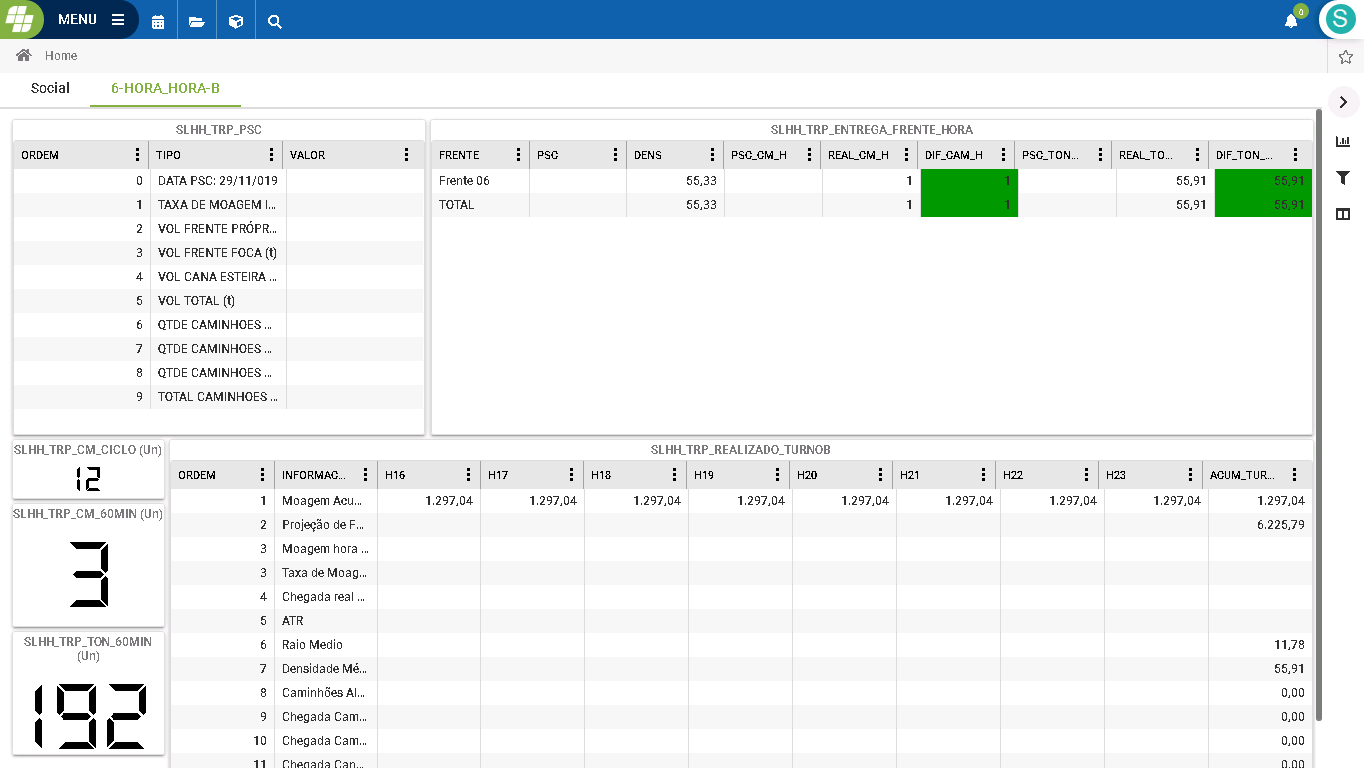 MENU
0
S
Home
Social 6-HORA_HORA-B
SLHH_TRP_PSC
ORDEM TIPO VALOR
0 DATA PSC: 29/11/019
1 TAXA DE MOAGEM I...
2 VOL FRENTE PRÓPR...
3 VOL FRENTE FOCA (t)
4 VOL CANA ESTEIRA ...
5 VOL TOTAL (t)
6 QTDE CAMINHOES ...
7 QTDE CAMINHOES ...
8 QTDE CAMINHOES ...
9 TOTAL CAMINHOES ...
SLHH_TRP_ENTREGA_FRENTE_HORA
FRENTE PSC DENS PSC_CM_H REAL_CM_H DIF_CAM_H PSC_TON... REAL_TO... DIF_TON_...
Frente 06 55,33 1 1 55,91 55,91
TOTAL 55,33 1 1 55,91 55,91
SLHH_TRP_CM_CICLO (Un)
12
SLHH_TRP_CM_60MIN (Un)
3
SLHH_TRP_TON_60MIN
(Un)
192
SLHH_TRP_REALIZADO_TURNOB
ORDEM INFORMAC... H16 H17 H18 H19 H20 H21 H22 H23 ACUM_TUR...
1 Moagem Acu... 1.297,04 1.297,04 1.297,04 1.297,04 1.297,04 1.297,04 1.297,04 1.297,04 1.297,04
2 Projeção de F... 6.225,79
3 Moagem hora ...
3 Taxa de Moag...
4 Chegada real ...
5 ATR
6 Raio Medio 11,78
7 Densidade Mé... 55,91
8 Caminhões Al... 0,00
9 Chegada Cam... 0,00
10 Chegada Cam... 0,00
11 Chegada Can... 0,00